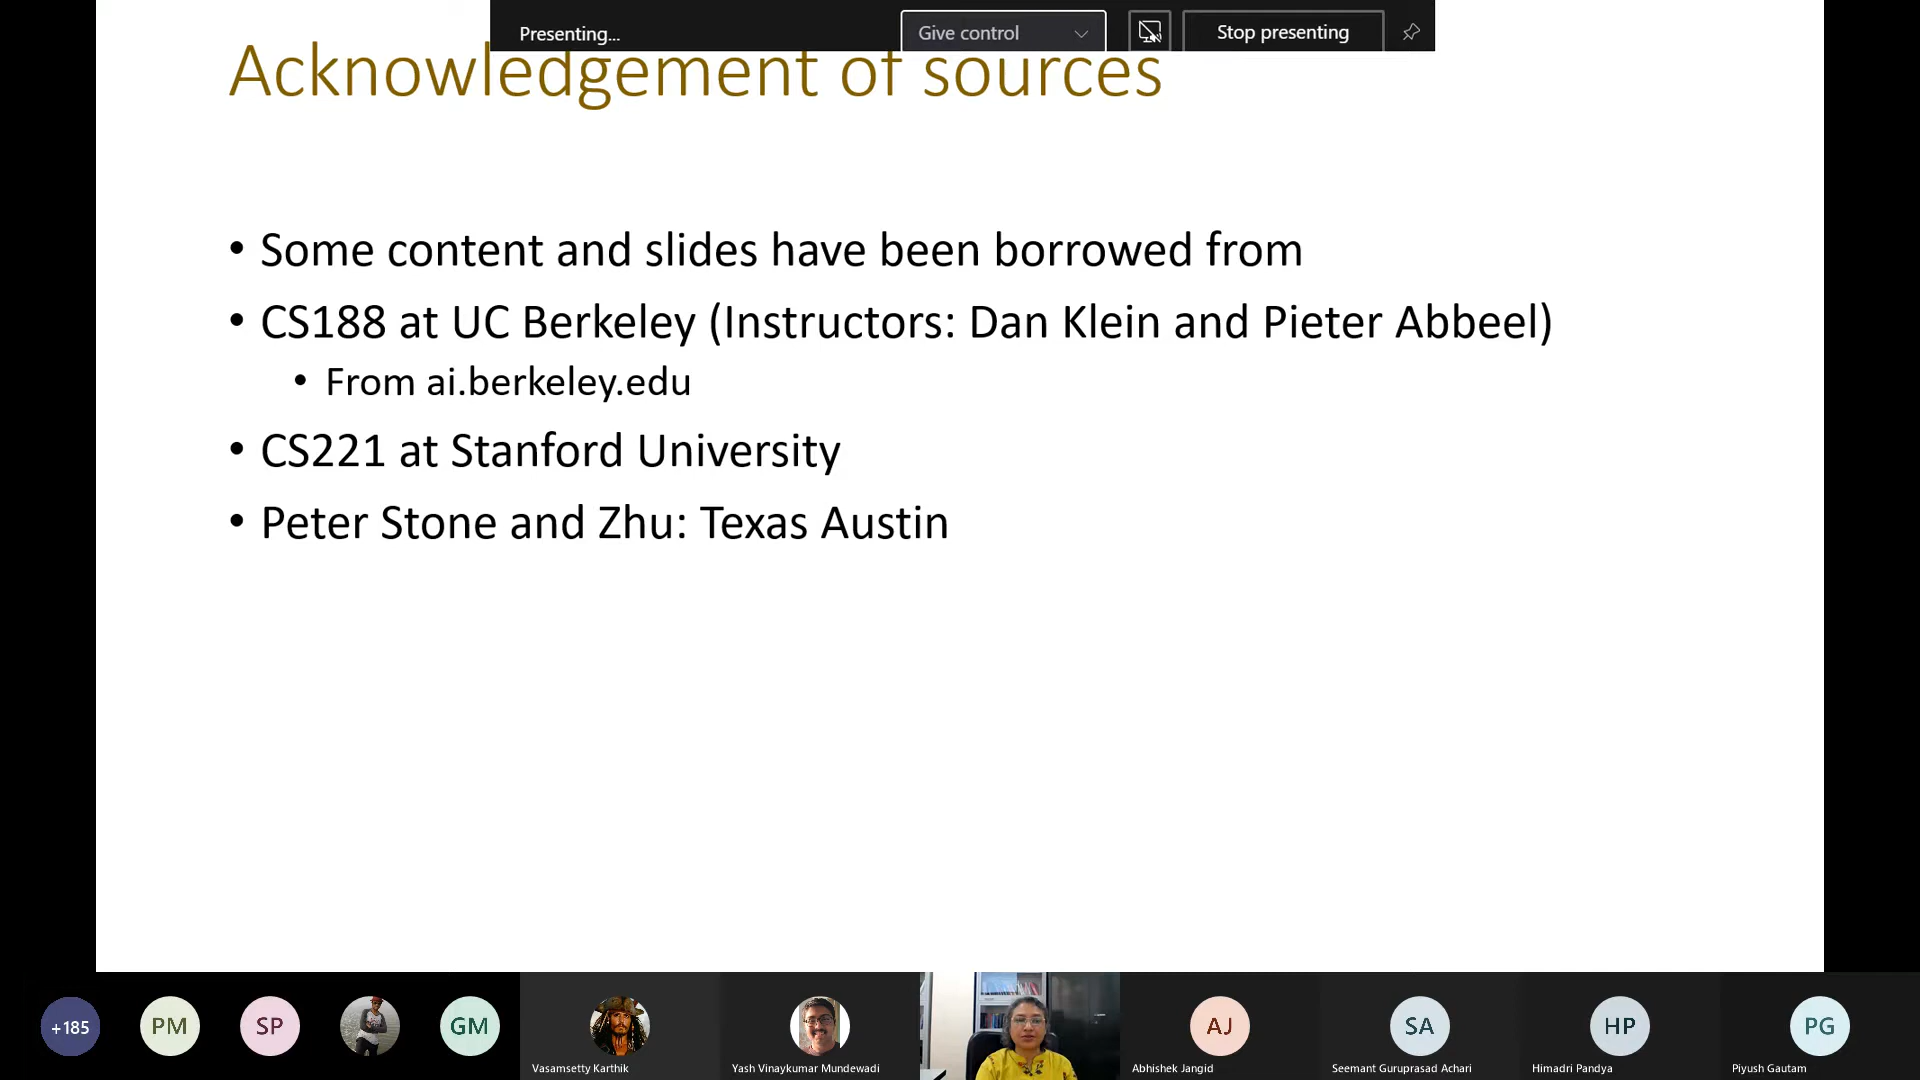 Presenting...
Give control
Stop presenting
Acknowledgement of sources
• Some content and slides have been borrowed from
• CS188 at UC Berkeley (Instructors: Dan Klein and Pieter Abbeel)
• From ai.berkeley.edu
• CS221 at Stanford University
• Peter Stone and Zhu: Texas Austin
+185
PM
SP
GM
AJ
SA
HP
PG
Vasamsetty Karthik
Yash Vinaykumar Mundewadi
Abhishek Jangid
Seemant Guruprasad Achari
Himadri Pandya
Piyush Gautam